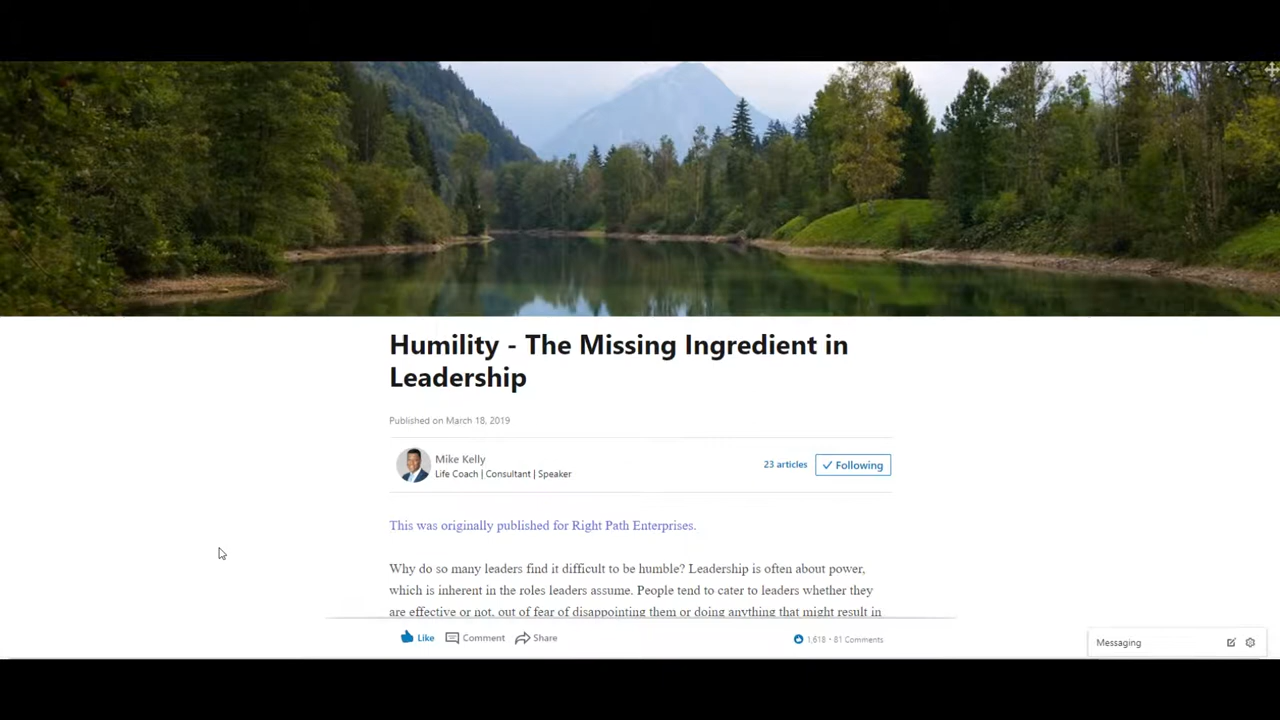 Humility - The Missing Ingredient in
Leadership
Published on March 18, 2019
Mike Kelly
Life Coach | Consultant | Speaker
23 articles
Following
This was originally published for Right Path Enterprises.
Why do so many leaders find it difficult to be humble? Leadership is often about power,
which is inherent in the roles leaders assume. People tend to cater to leaders whether they
are effective or not, out of fear of disappointing them or doing anything that might result in
Like
Comment
Share
1,618 • 81 Comments
Messaging